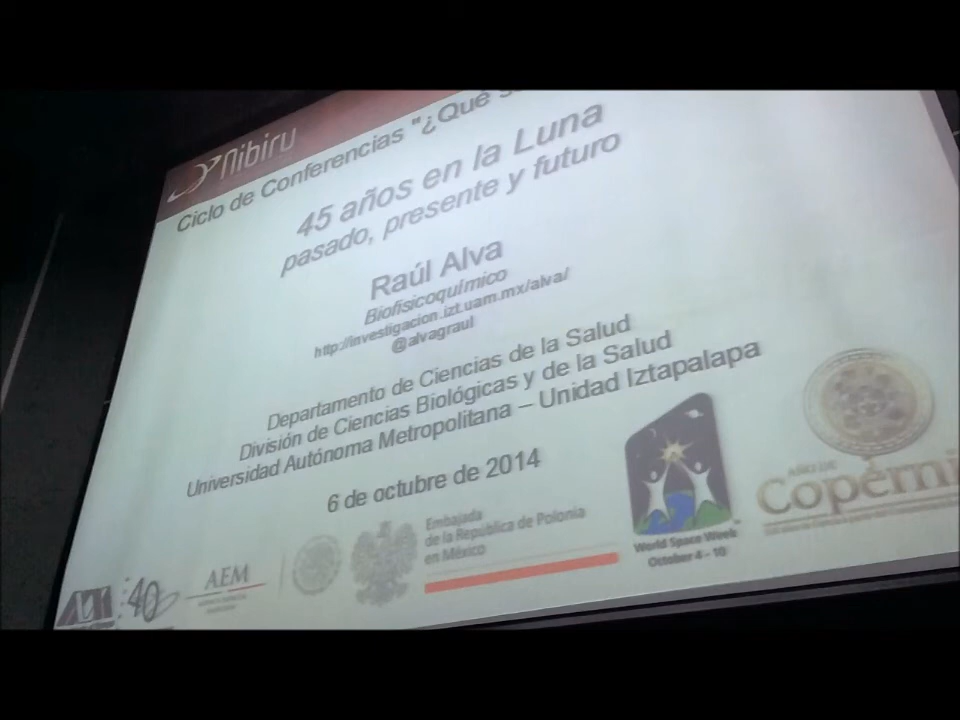 Nibiru
Ciclo de Conferencias "¿Qué
45 años en la Luna
pasado, presente y futuro
Raúl Alva
Biofisicoquímico
http://investigacion.izt.uam.mx/alva/
@alvagraul
Departamento de Ciencias de la Salud
División de Ciencias Biológicas y de la Salud
Universidad Autónoma Metropolitana – Unidad Iztapalapa
6 de octubre de 2014
40
AEM
Embajada
de la República de Polonia
en México
World Space Week
October 4 - 10
AÑO DE